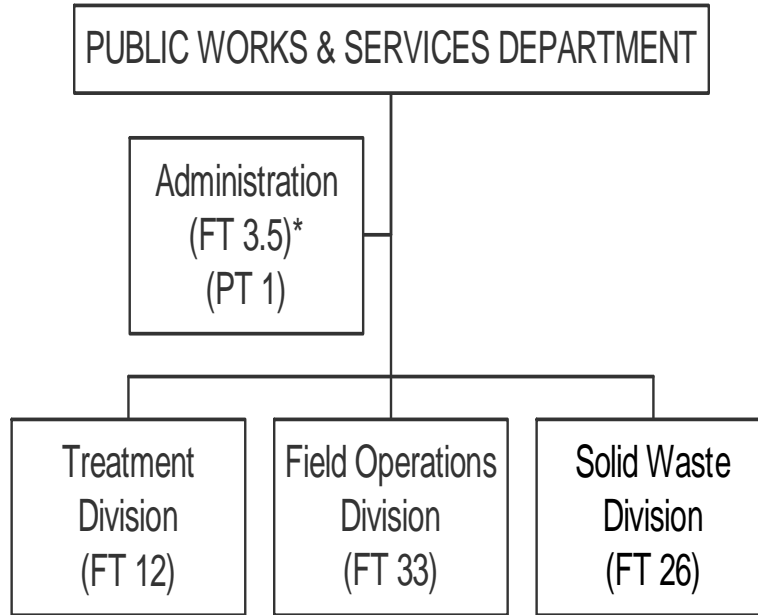 PUBLIC WORKS & SERVICES DEPARTMENT
Administration
(FT 3.5)*
(PT 1)
Treatment
Division
(FT 12)
Field Operations
Division
(FT 33)
Solid Waste
Division
(FT 26)